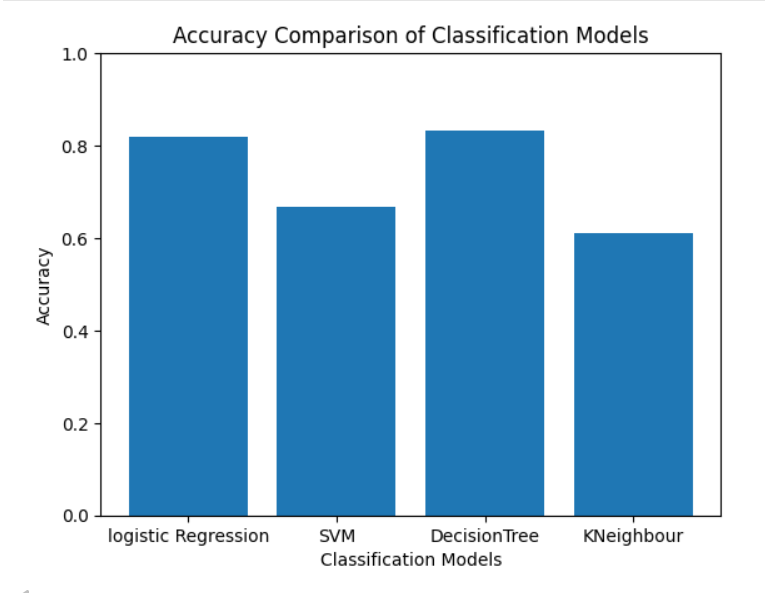 Accuracy Comparison of Classification Models
1.0
0.8
0.6
0.4
0.2
0.0
Accuracy
logistic Regression SVM DecisionTree KNeighbour
Classification Models